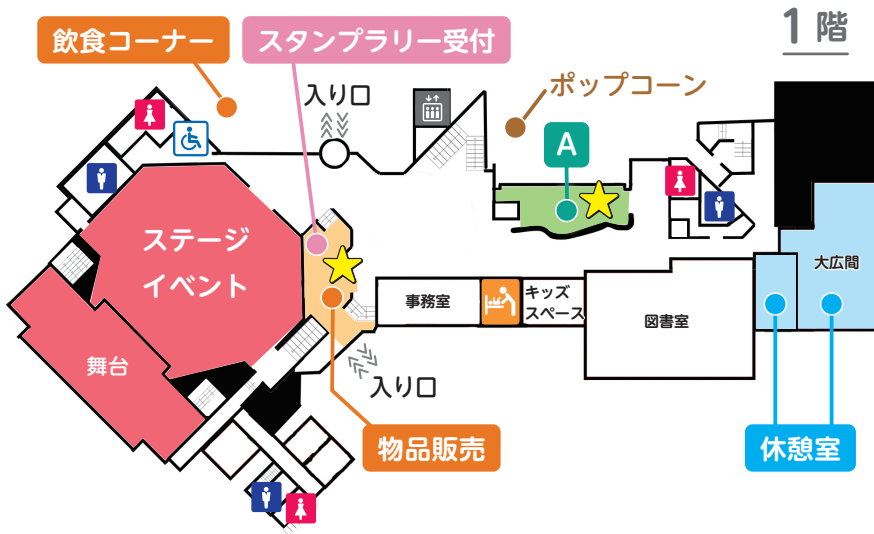 1階
飲食コーナー
スタンプラリー受付
入り口
ポップコーン
A
ステージ
イベント
大広間
事務室
キッズ
スペース
図書室
舞台
入り口
物品販売
休憩室